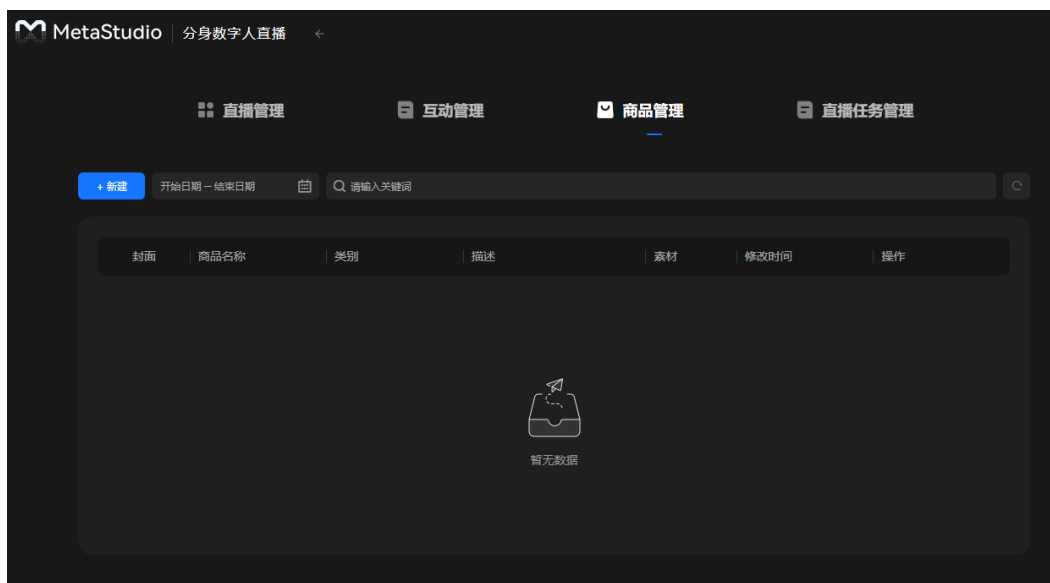 MetaStudio 分身数字人直播
直播管理 互动管理 商品管理 直播任务管理
+ 新建 开始日期 – 结束日期 请输入关键词
封面 商品名称 类别 描述 素材 修改时间 操作
暂无数据